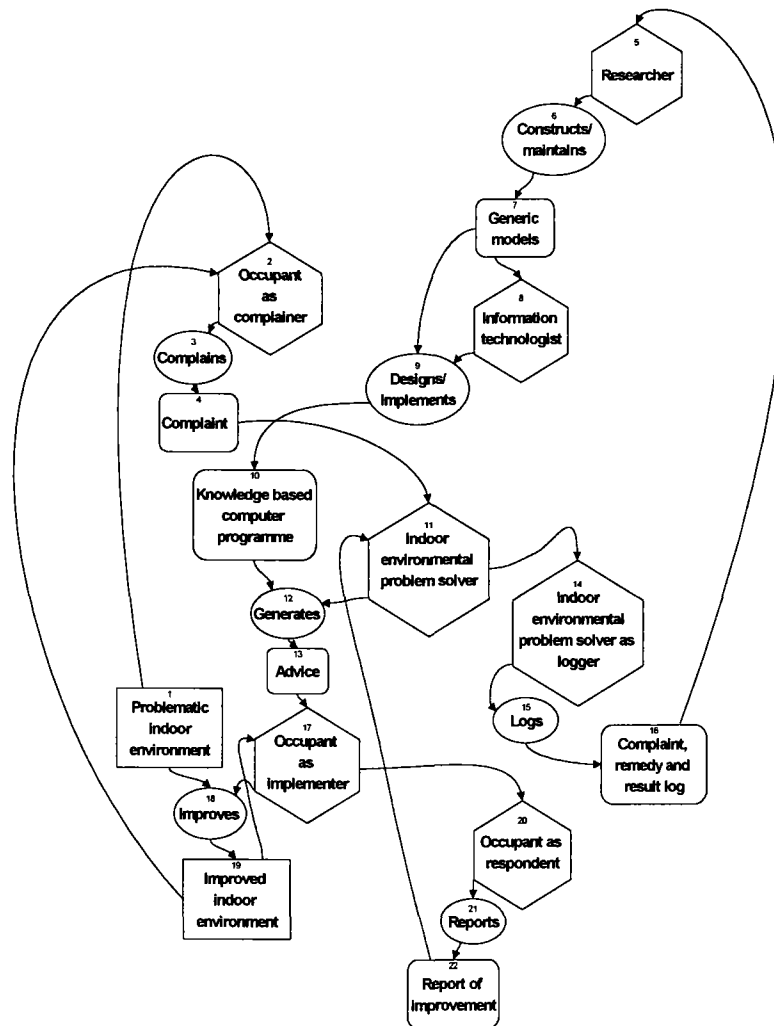 5
Researcher
6
Constructs/
maintains
7
Generic
models
2
Occupant
as
complainer
8
Information
technologist
3
Complains
9
Designs/
Implements
4
Complaint
10
Knowledge based
computer
programme
11
Indoor
environmental
problem solver
14
Indoor
environmental
problem solver as
logger
12
Generates
13
Advice
1
Problematic
indoor
environment
15
Logs
16
Complaint,
remedy and
result log
17
Occupant
as
implementer
18
Improves
20
Occupant as
respondent
19
Improved
indoor
environment
21
Reports
22
Report of
improvement